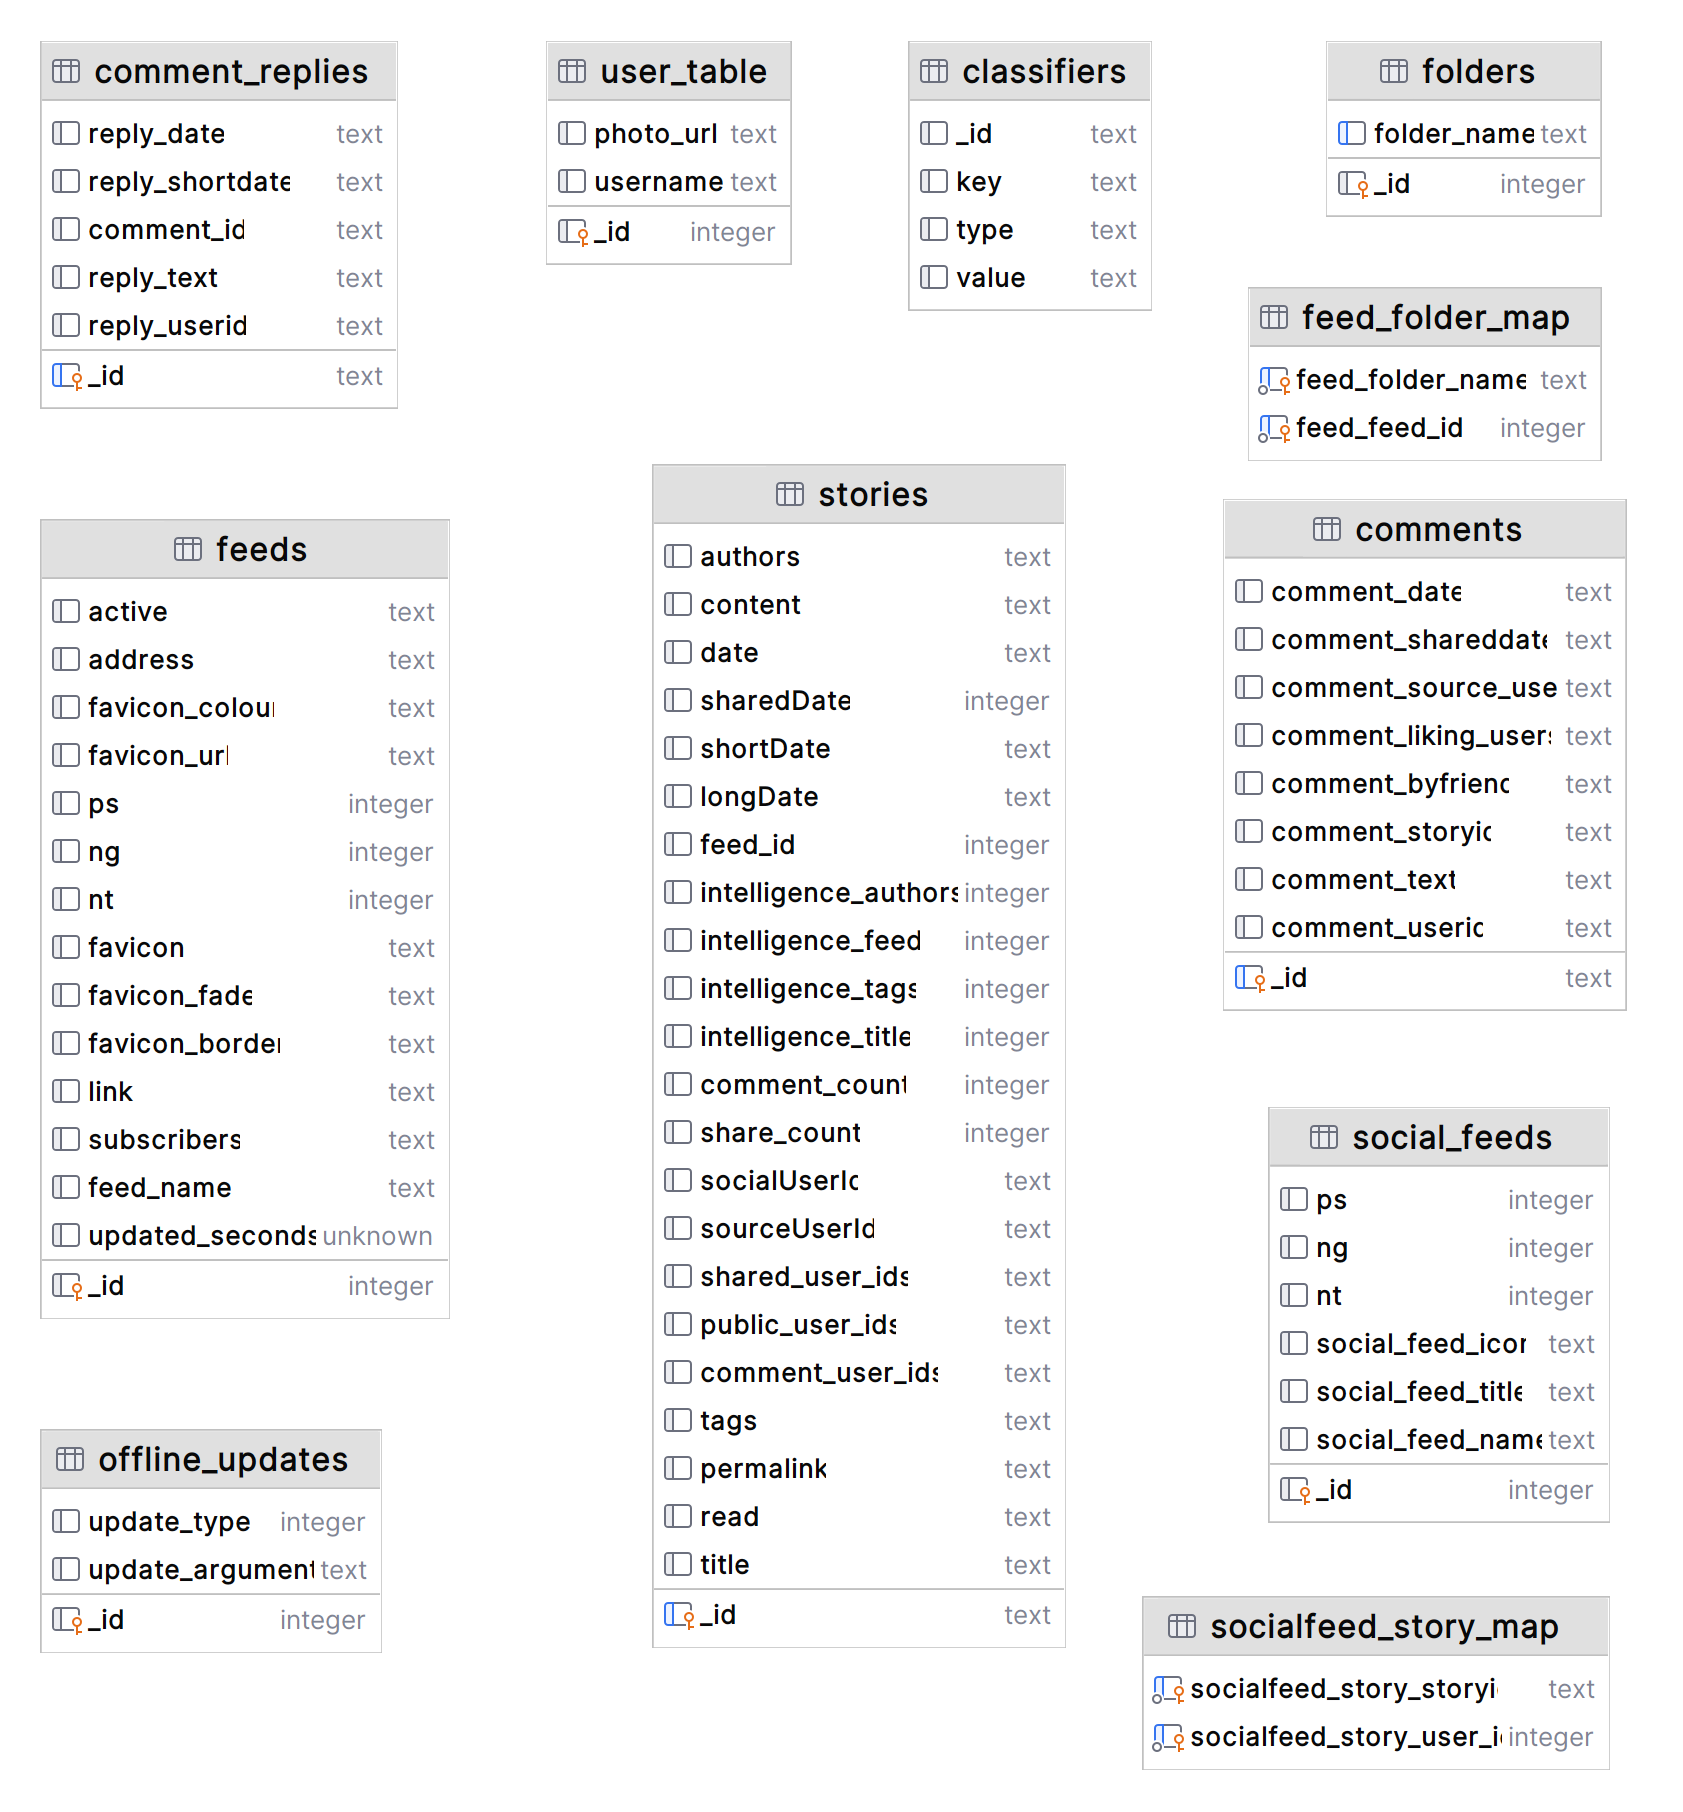 comment_replies
reply_date text
reply_shortdate text
comment_id text
reply_text text
reply_userid text
_id text
user_table
photo_url text
username text
_id integer
classifiers
_id text
key text
type text
value text
folders
folder_name text
_id integer
feed_folder_map
feed_folder_name text
feed_feed_id integer
feeds
active text
address text
favicon_colour text
favicon_url text
ps integer
ng integer
nt integer
favicon text
favicon_fade text
favicon_border text
link text
subscribers text
feed_name text
updated_seconds unknown
_id integer
stories
authors text
content text
date text
sharedDate integer
shortDate text
longDate text
feed_id integer
intelligence_authors integer
intelligence_feed integer
intelligence_tags integer
intelligence_title integer
comment_count integer
share_count integer
socialUserId text
sourceUserId text
shared_user_ids text
public_user_ids text
comment_user_ids text
tags text
permalink text
read text
title text
_id text
comments
comment_date text
comment_shareddate text
comment_source_use text
comment_liking_users text
comment_byfriend text
comment_storyid text
comment_text text
comment_userid text
_id text
social_feeds
ps integer
ng integer
nt integer
social_feed_icon text
social_feed_title text
social_feed_name text
_id integer
offline_updates
update_type integer
update_argument text
_id integer
socialfeed_story_map
socialfeed_story_storyi text
socialfeed_story_user_i integer